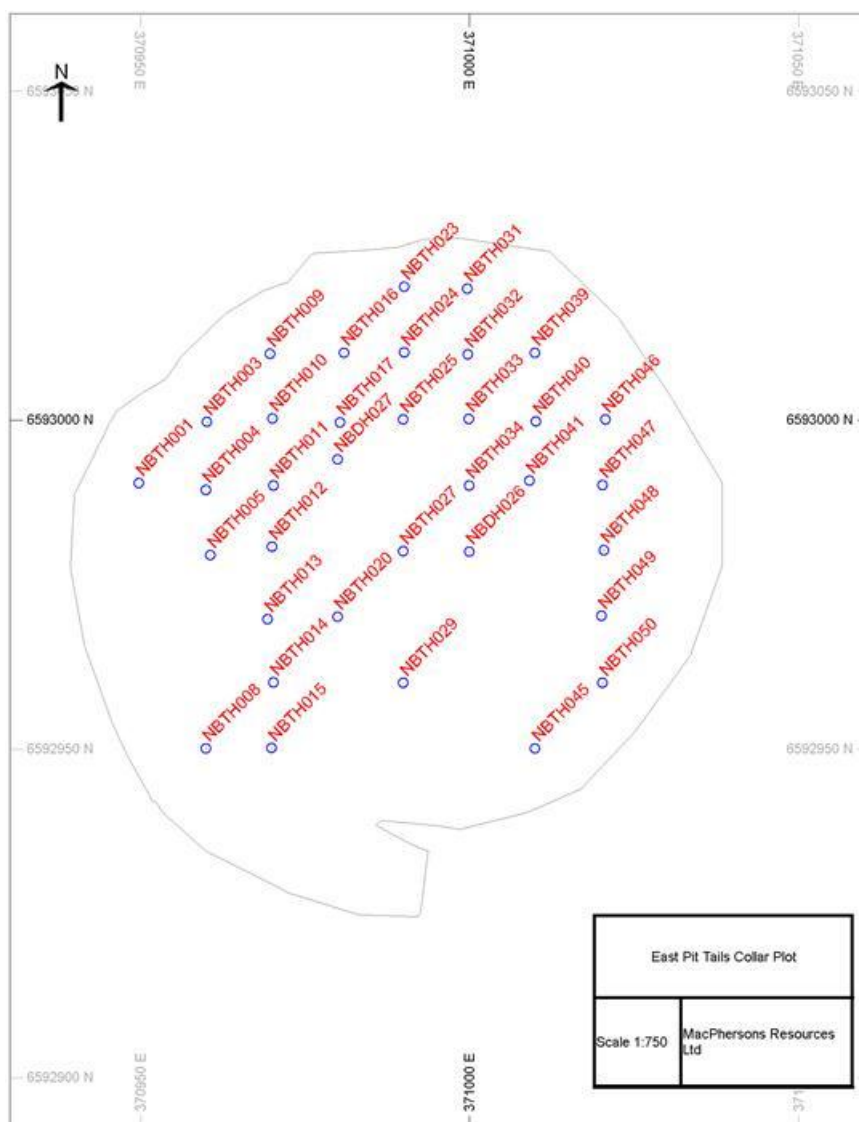 370950 E
371000 E
371050 E
N
6593050 N
6593050 N
NBTH023
NBTH031
NBTH009
NBTH016
NBTH024
NBTH032
NBTH039
NBTH003
NBTH010
NBTH017
NBTH025
NBTH033
NBTH040
NBTH046
6593000 N
6593000 N
NBTH001
NBTH004
NBTH011
NBDH027
NBTH034
NBTH041
NBTH047
NBTH005
NBTH012
NBTH027
NBDH026
NBTH048
NBTH013
NBTH020
NBTH049
NBTH014
NBTH029
NBTH050
NBTH008
NBTH015
NBTH045
6592950 N
6592950 N
East Pit Tails Collar Plot
Scale 1:750
MacPhersons Resources
Ltd
6592900 N
370950 E
371000 E